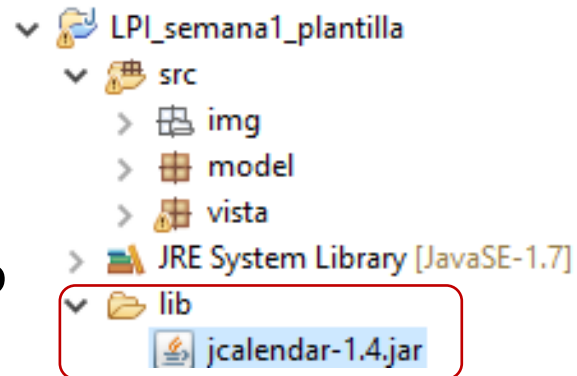 LPI_semana1_plantilla
src
img
model
vista
JRE System Library [JavaSE-1.7]
lib
jcalendar-1.4.jar